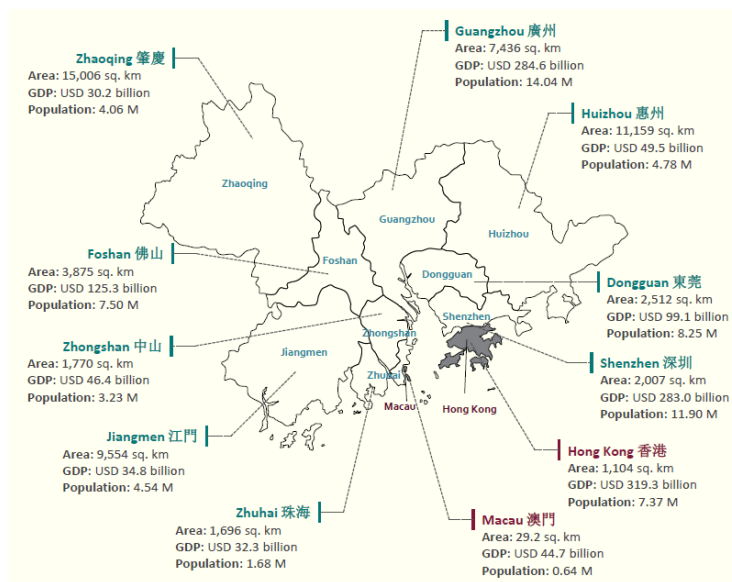 Zhaoqing 肇慶
Area: 15,006 sq. km
GDP: USD 30.2 billion
Population: 4.06 M
Guangzhou 廣州
Area: 7,436 sq. km
GDP: USD 284.6 billion
Population: 14.04 M
Huizhou 惠州
Area: 11,159 sq. km
GDP: USD 49.5 billion
Population: 4.78 M
Foshan 佛山
Area: 3,875 sq. km
GDP: USD 125.3 billion
Population: 7.50 M
Dongguan 東莞
Area: 2,512 sq. km
GDP: USD 99.1 billion
Population: 8.25 M
Zhongshan 中山
Area: 1,770 sq. km
GDP: USD 46.4 billion
Population: 3.23 M
Shenzhen 深圳
Area: 2,007 sq. km
GDP: USD 283.0 billion
Population: 11.90 M
Jiangmen 江門
Area: 9,554 sq. km
GDP: USD 34.8 billion
Population: 4.54 M
Hong Kong 香港
Area: 1,104 sq. km
GDP: USD 319.3 billion
Population: 7.37 M
Zhuhai 珠海
Area: 1,696 sq. km
GDP: USD 32.3 billion
Population: 1.68 M
Macau 澳門
Area: 29.2 sq. km
GDP: USD 44.7 billion
Population: 0.64 M
Zhaoqing
Guangzhou
Huizhou
Foshan
Dongguan
Shenzhen
Zhongshan
Jiangmen
Zhuhai
Macau
Hong Kong